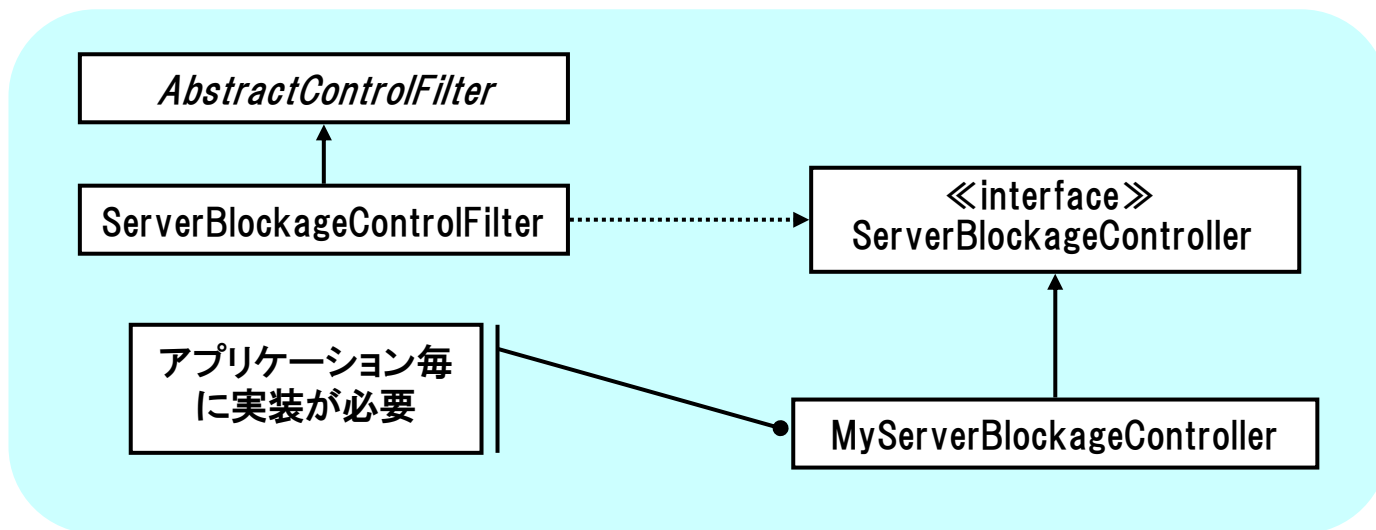 AbstractControlFilter
ServerBlockageControlFilter
≪interface≫
ServerBlockageController
アプリケーション毎
に実装が必要
MyServerBlockageController